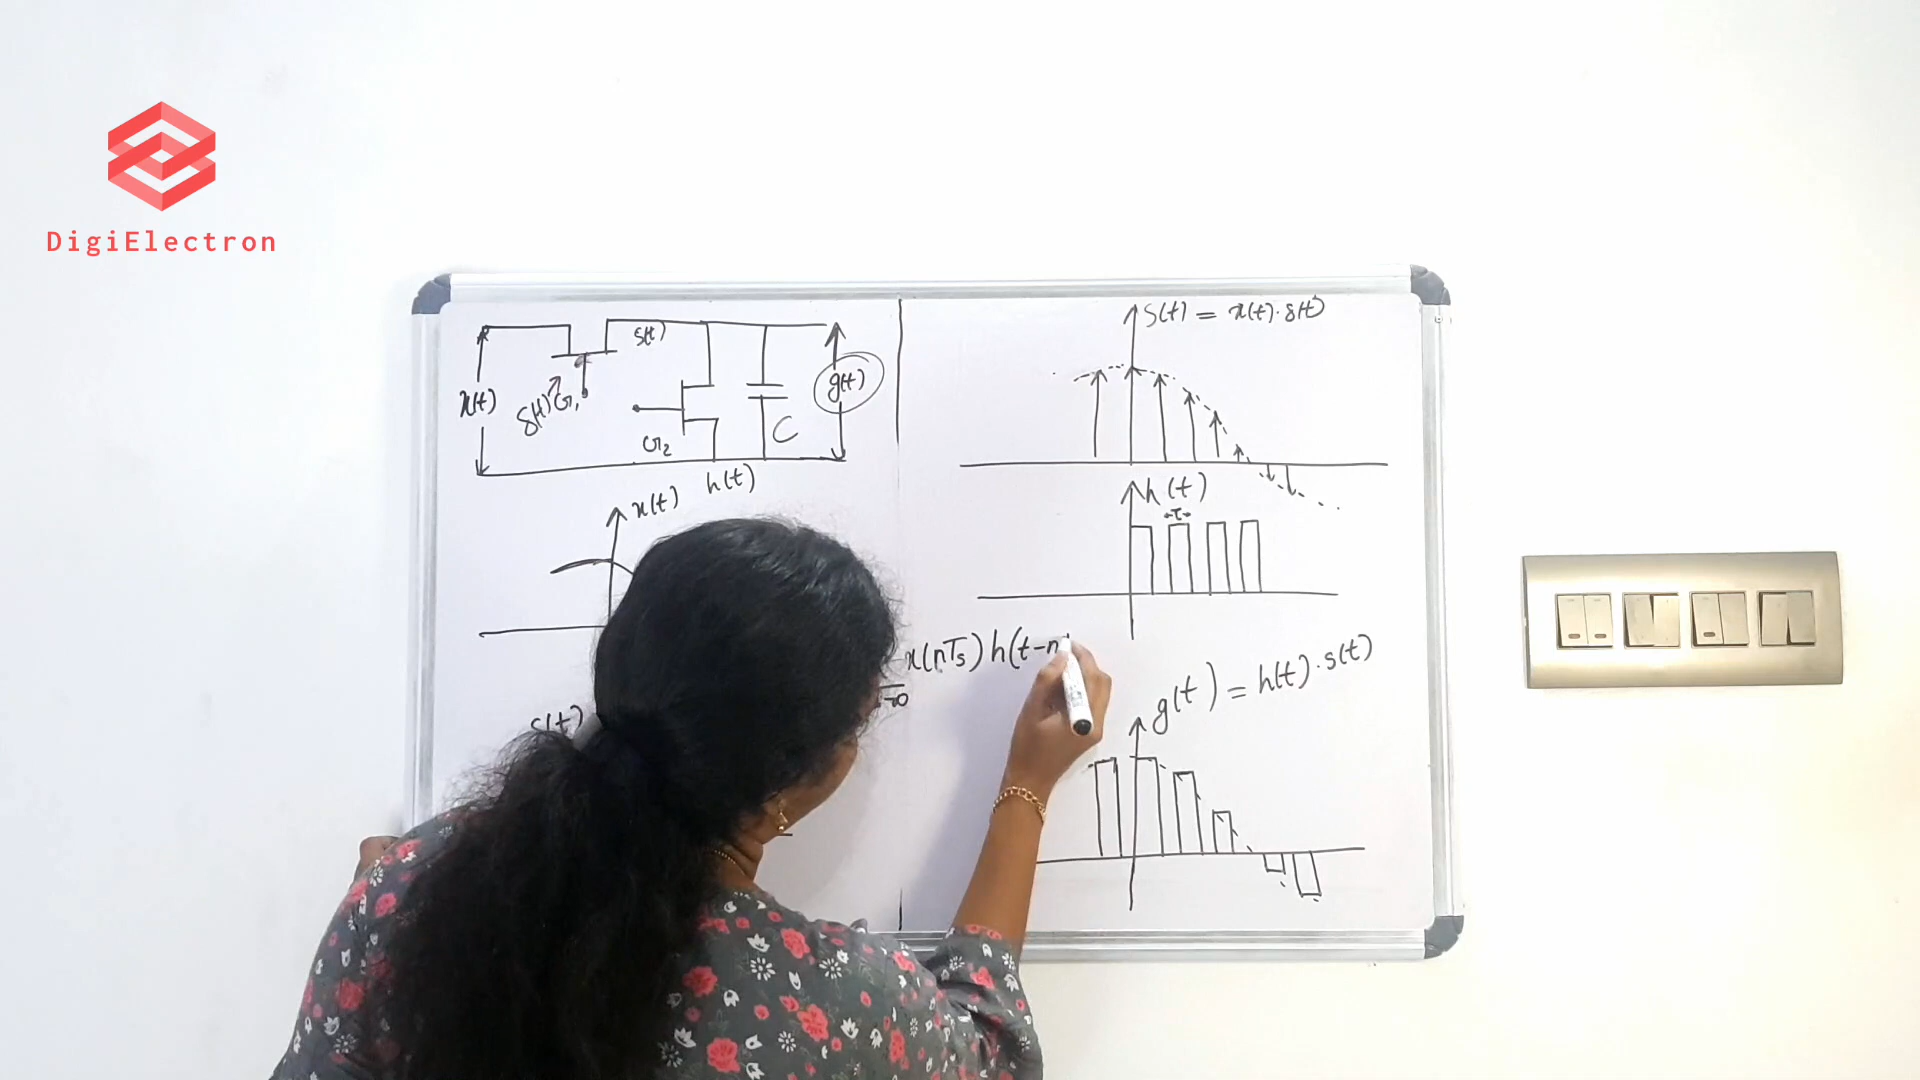 DigiElectron
s(t)
x(t)
δ(t)
G₁
G₂
C
g(t)
h(t)
x(t)
s(t) = x(t)·δ(t)
h(t)
τ
x(nTs) h(t-n
g(t) = h(t)·s(t)